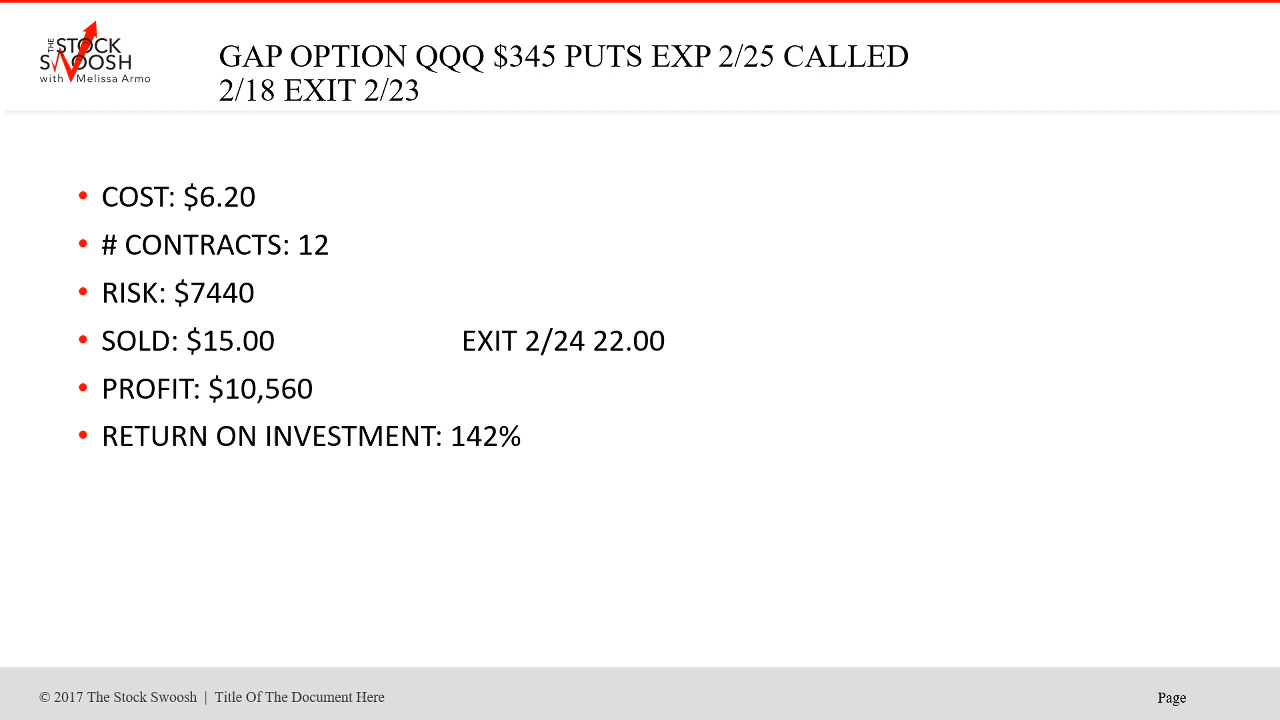 THE
STOCK
SWOOSH
with Melissa Armo
GAP OPTION QQQ $345 PUTS EXP 2/25 CALLED
2/18 EXIT 2/23
• COST: $6.20
• # CONTRACTS: 12
• RISK: $7440
• SOLD: $15.00 EXIT 2/24 22.00
• PROFIT: $10,560
• RETURN ON INVESTMENT: 142%
© 2017 The Stock Swoosh | Title Of The Document Here
Page